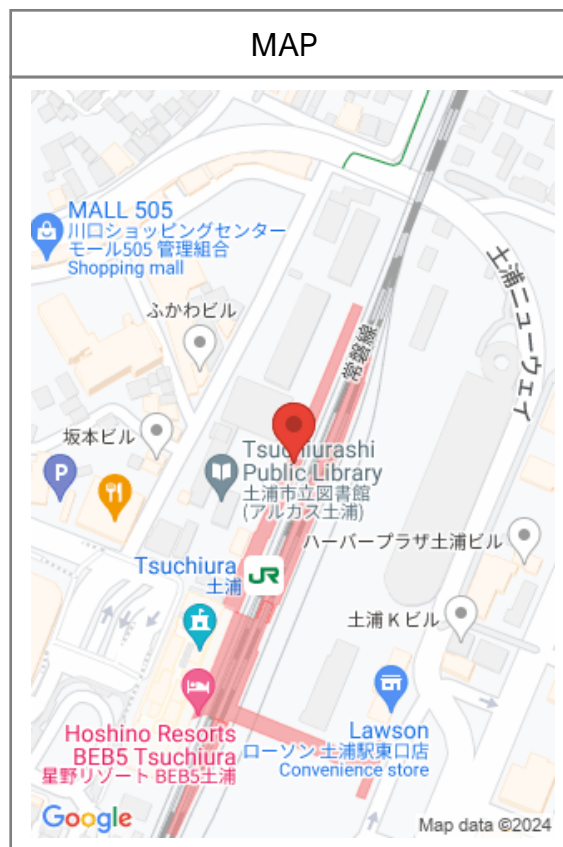 MAP
MALL 505
川口ショッピングセンター
モール505 管理組合
Shopping mall
土浦ニューウェイ
ふかわビル
常磐線
坂本ビル
P
Tsuchiurashi
Public Library
土浦市立図書館
(アルカス土浦)
ハーバープラザ土浦ビル
Tsuchiura
土浦
JR
土浦Kビル
Hoshino Resorts
BEB5 Tsuchiura
星野リゾート BEB5土浦
Lawson
ローソン 土浦駅東口店
Convenience store
Google
Map data ©2024